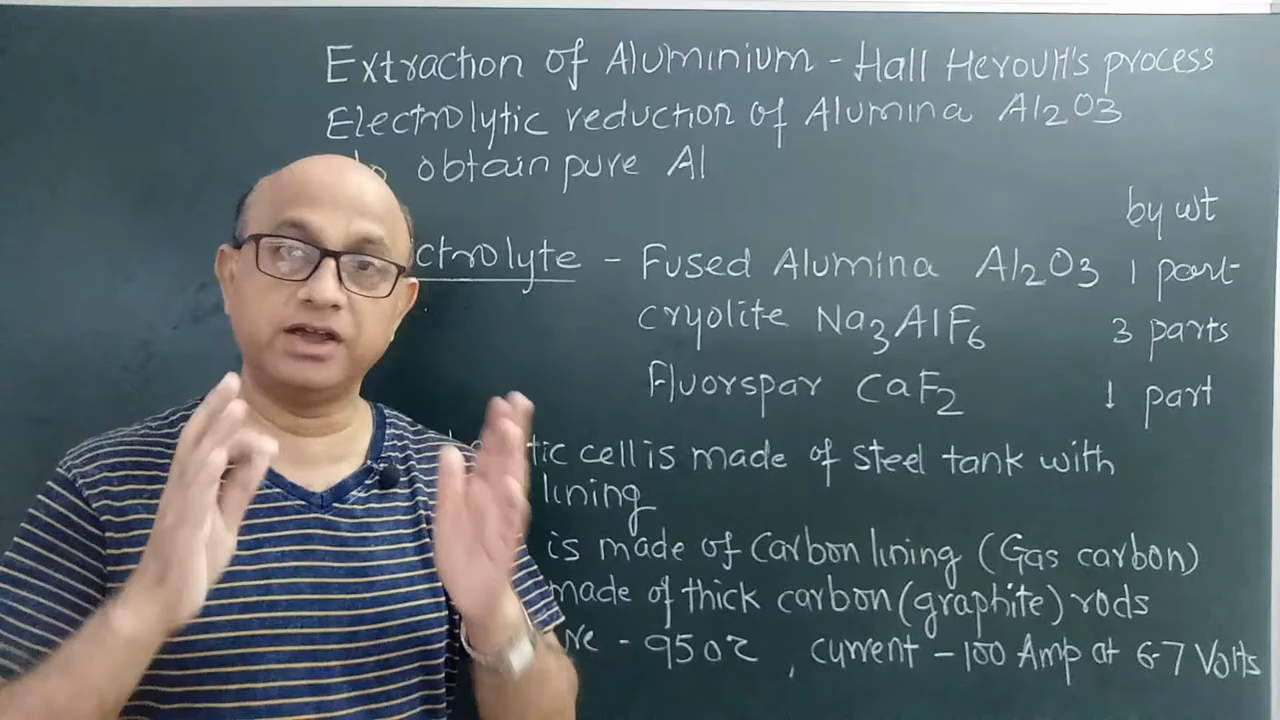 Extraction of Aluminium - Hall Heroult's process
Electrolytic reduction of Alumina Al2O3
to obtain pure Al
by wt
ctrolyte - Fused Alumina Al2O3 1 part
cryolite Na3AlF6 3 parts
Fluorspar CaF2 1 part
tic cell is made of steel tank with
lining
is made of Carbon lining (Gas carbon)
made of thick carbon (graphite) rods
re - 950℃, current - 100 Amp at 6-7 Volts